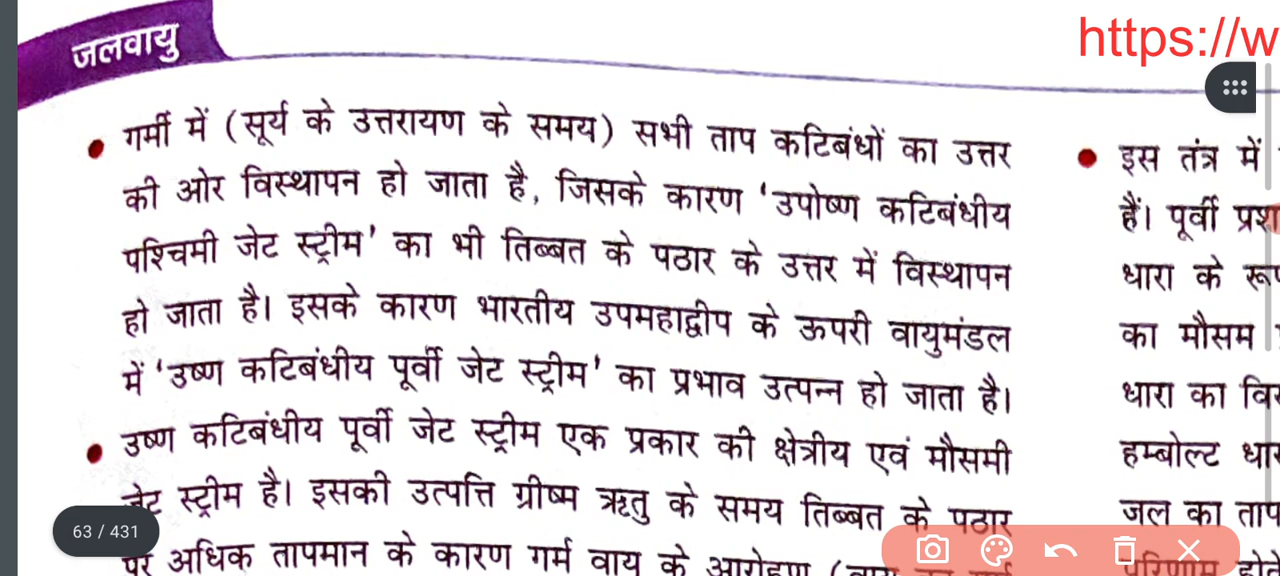 जलवायु
https://w
गर्मी में (सूर्य के उत्तरायण के समय) सभी ताप कटिबंधों का उत्तर
की ओर विस्थापन हो जाता है, जिसके कारण 'उपोष्ण कटिबंधीय
पश्चिमी जेट स्ट्रीम' का भी तिब्बत के पठार के उत्तर में विस्थापन
हो जाता है। इसके कारण भारतीय उपमहाद्वीप के ऊपरी वायुमंडल
में 'उष्ण कटिबंधीय पूर्वी जेट स्ट्रीम' का प्रभाव उत्पन्न हो जाता है।
उष्ण कटिबंधीय पूर्वी जेट स्ट्रीम एक प्रकार की क्षेत्रीय एवं मौसमी
जेट स्ट्रीम है। इसकी उत्पत्ति ग्रीष्म ऋतु के समय तिब्बत के पठार
पर अधिक तापमान के कारण गर्म वायु के आरोहण
इस तंत्र में
हैं। पूर्वी
धारा के
का मौसम
धारा का
हम्बोल्ट
जल का
परिणाम
63 / 431